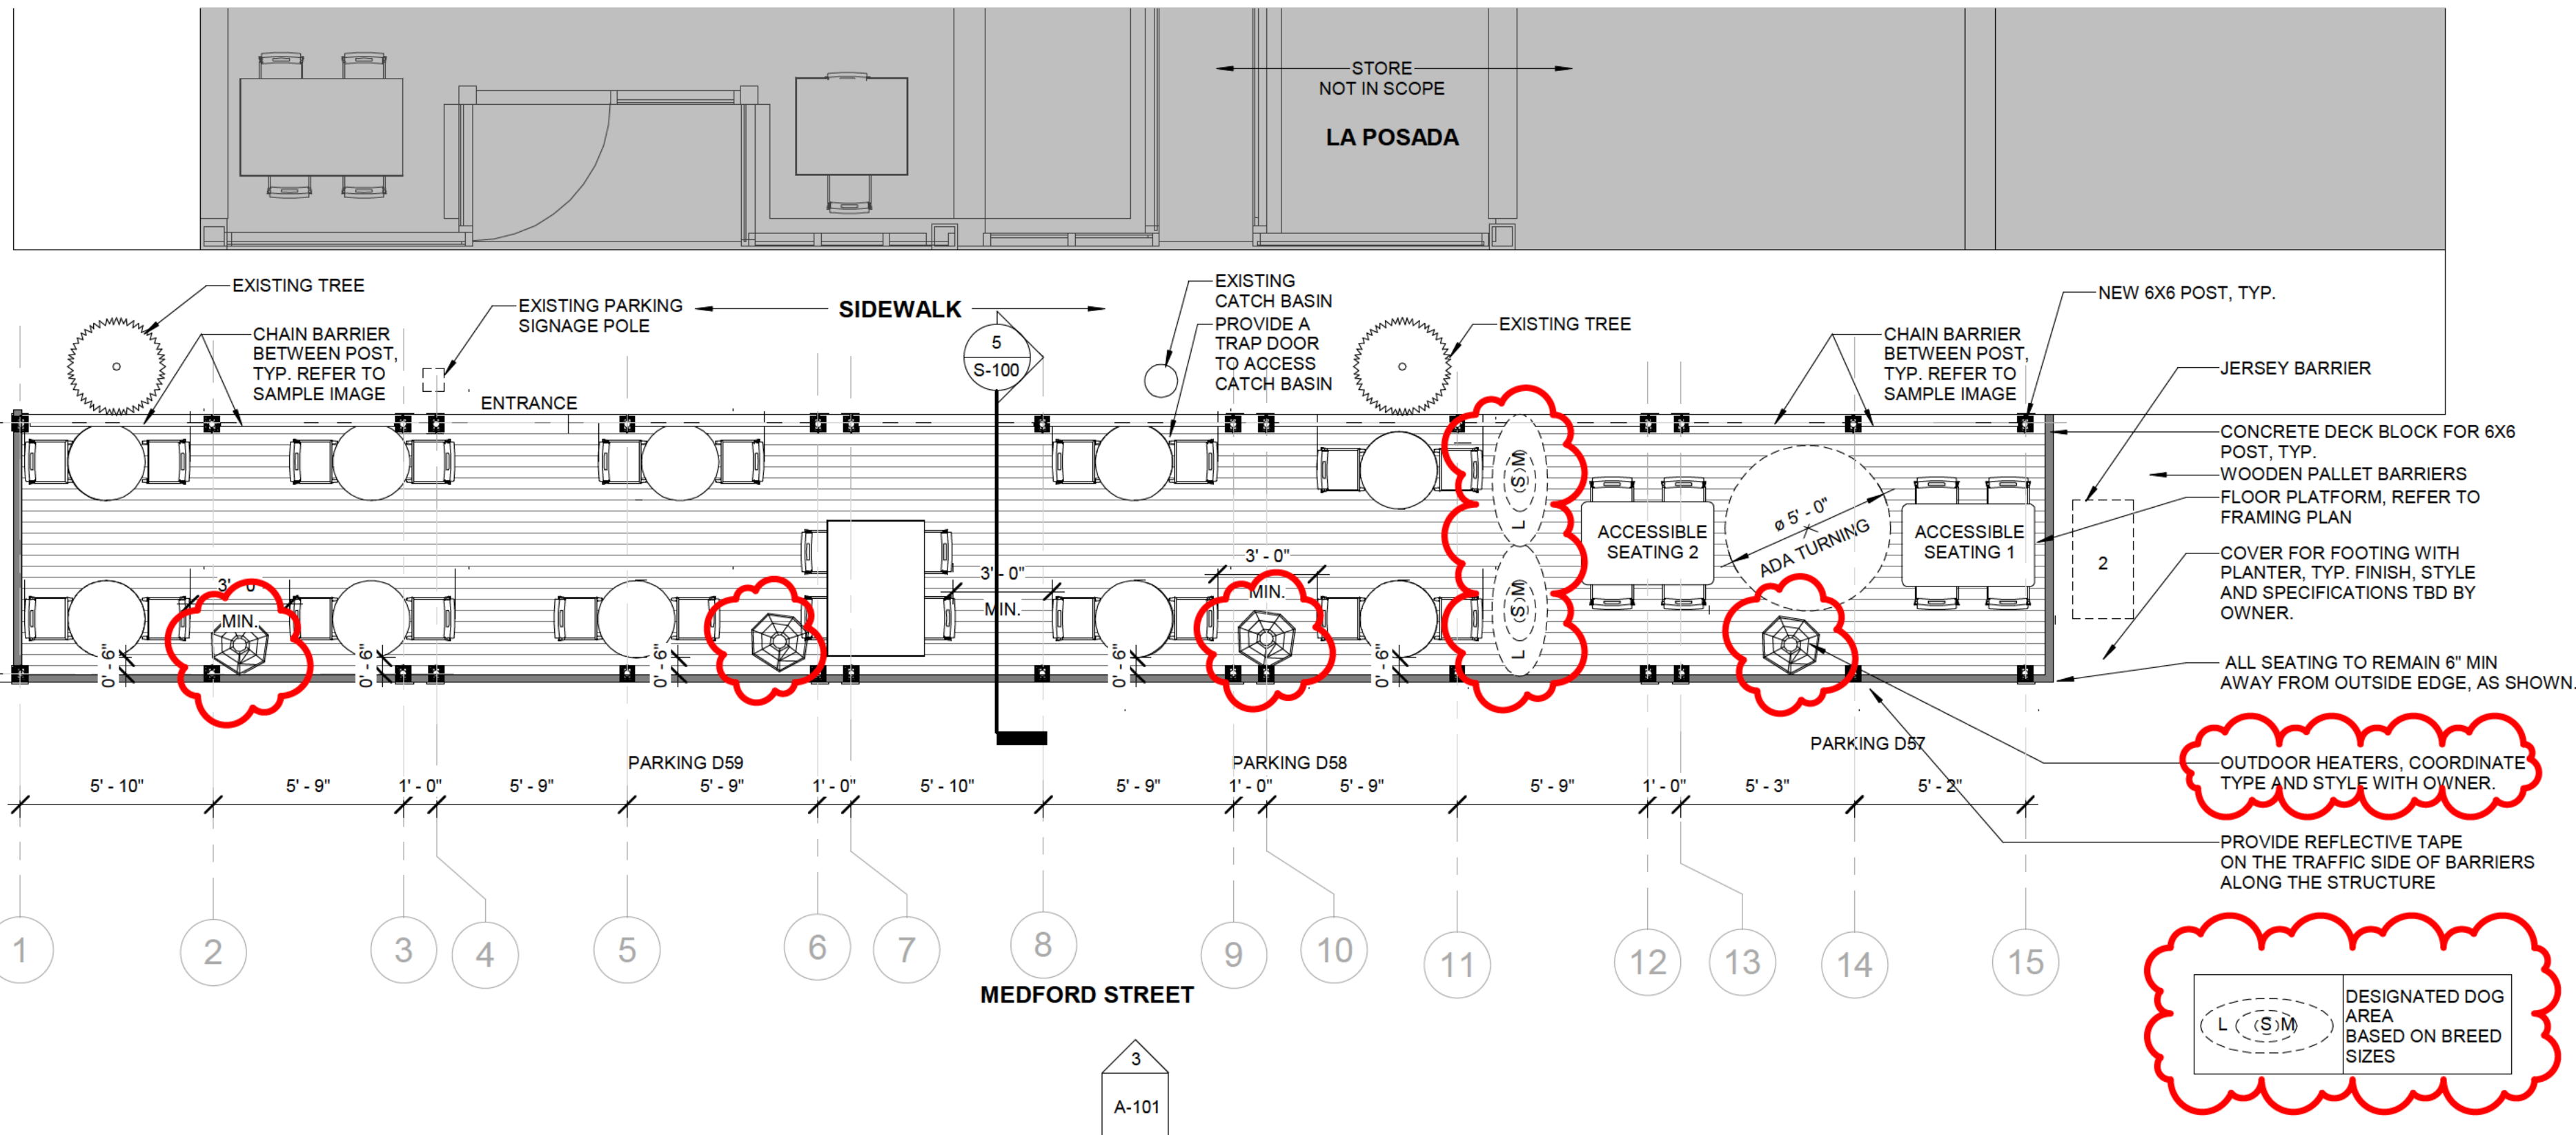 STORE
NOT IN SCOPE
LA POSADA
EXISTING TREE
CHAIN BARRIER
BETWEEN POST,
TYP. REFER TO
SAMPLE IMAGE
EXISTING PARKING
SIGNAGE POLE
SIDEWALK
5
S-100
EXISTING
CATCH BASIN
PROVIDE A
TRAP DOOR
TO ACCESS
CATCH BASIN
EXISTING TREE
CHAIN BARRIER
BETWEEN POST,
TYP. REFER TO
SAMPLE IMAGE
NEW 6X6 POST, TYP.
JERSEY BARRIER
CONCRETE DECK BLOCK FOR 6X6
POST, TYP.
WOODEN PALLET BARRIERS
FLOOR PLATFORM, REFER TO
FRAMING PLAN
COVER FOR FOOTING WITH
PLANTER, TYP. FINISH, STYLE
AND SPECIFICATIONS TBD BY
OWNER.
ALL SEATING TO REMAIN 6" MIN
AWAY FROM OUTSIDE EDGE, AS SHOWN.
OUTDOOR HEATERS, COORDINATE
TYPE AND STYLE WITH OWNER.
PROVIDE REFLECTIVE TAPE
ON THE TRAFFIC SIDE OF BARRIERS
ALONG THE STRUCTURE
ENTRANCE
L S M
L S M
ACCESSIBLE
SEATING 2
ø 5' - 0"
ADA TURNING
ACCESSIBLE
SEATING 1
2
3' - 0"
MIN.
3' - 0"
MIN.
3' - 0"
MIN.
0' - 6"
0' - 6"
0' - 6"
0' - 6"
0' - 6"
PARKING D59
PARKING D58
PARKING D57
5' - 10"
5' - 9"
1' - 0"
5' - 9"
5' - 9"
1' - 0"
5' - 10"
5' - 9"
1' - 0"
5' - 9"
5' - 9"
1' - 0"
5' - 3"
5' - 2"
1
2
3
4
5
6
7
8
9
10
11
12
13
14
15
MEDFORD STREET
3
A-101
L S M
DESIGNATED DOG
AREA
BASED ON BREED
SIZES